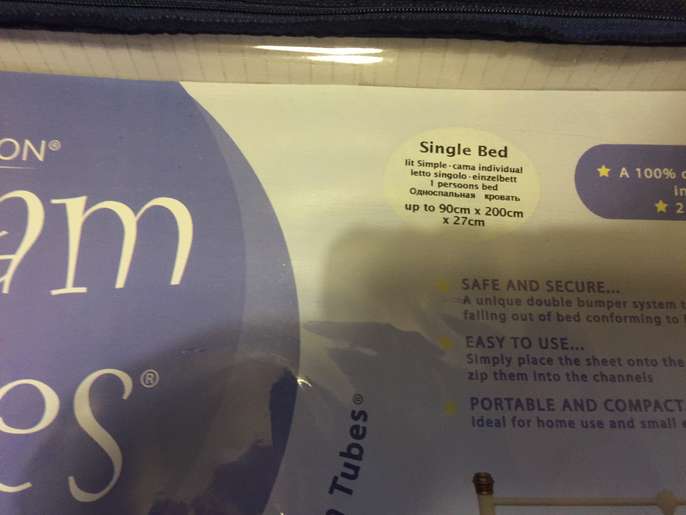 ON®
am
es®
Tubes®
Single Bed
lit Simple-cama individual
letto singolo-einzelbett
1 persoons bed
Односпальная кровать
up to 90cm x 200cm
x 27cm
A 100%
in
2
SAFE AND SECURE...
A unique double bumper system
falling out of bed conforming to
EASY TO USE...
Simply place the sheet onto the
zip them into the channels
PORTABLE AND COMPACT
Ideal for home use and small